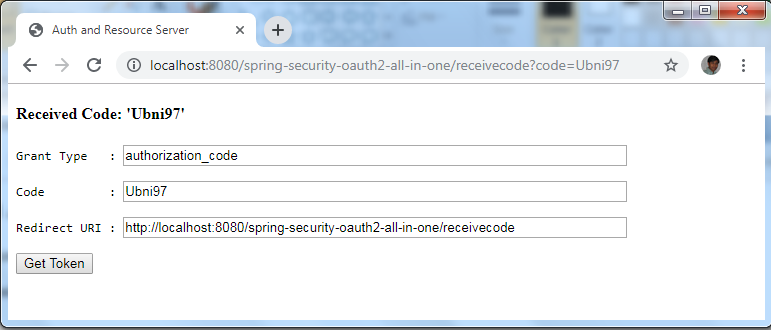 Auth and Resource Server
localhost:8080/spring-security-oauth2-all-in-one/receivecode?code=Ubni97
Received Code: 'Ubni97'
Grant Type : authorization_code
Code : Ubni97
Redirect URI : http://localhost:8080/spring-security-oauth2-all-in-one/receivecode
Get Token